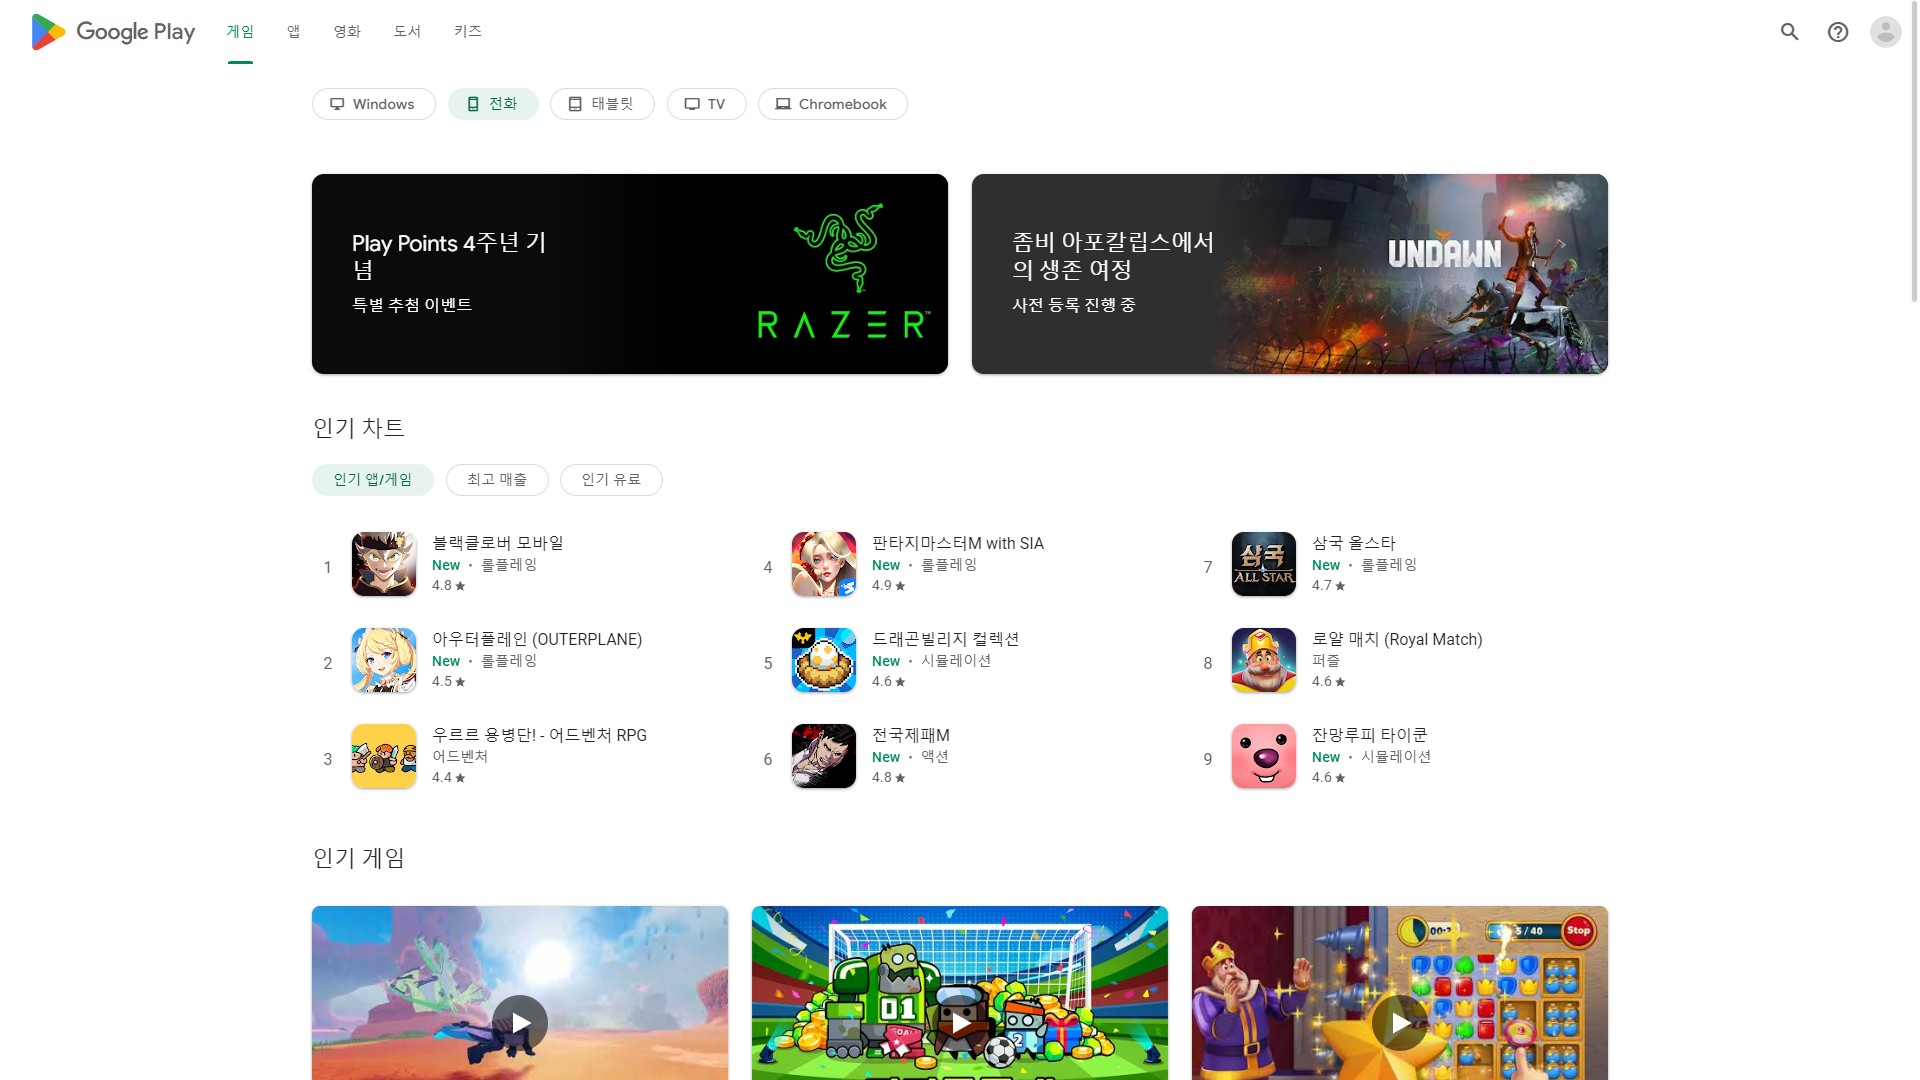 Google Play
게임
앱
영화
도서
키즈
Windows
전화
태블릿
TV
Chromebook
Play Points 4주년 기
념
특별 추첨 이벤트
RAZER™
좀비 아포칼립스에서
의 생존 여정
사전 등록 진행 중
UNDAWN
인기 차트
인기 앱/게임
최고 매출
인기 유료
1
블랙클로버 모바일
New • 롤플레잉
4.8★
2
아우터플레인 (OUTERPLANE)
New • 롤플레잉
4.5★
3
우르르 용병단! - 어드벤처 RPG
어드벤처
4.4★
4
판타지마스터M with SIA
New • 롤플레잉
4.9★
5
드래곤빌리지 컬렉션
New • 시뮬레이션
4.6★
6
전국제패M
New • 액션
4.8★
7
삼국
ALL STAR
삼국 올스타
New • 롤플레잉
4.7★
8
로얄 매치 (Royal Match)
퍼즐
4.6★
9
잔망루피 타이쿤
New • 시뮬레이션
4.6★
인기 게임
01
GOAL
2
5/40
Stop